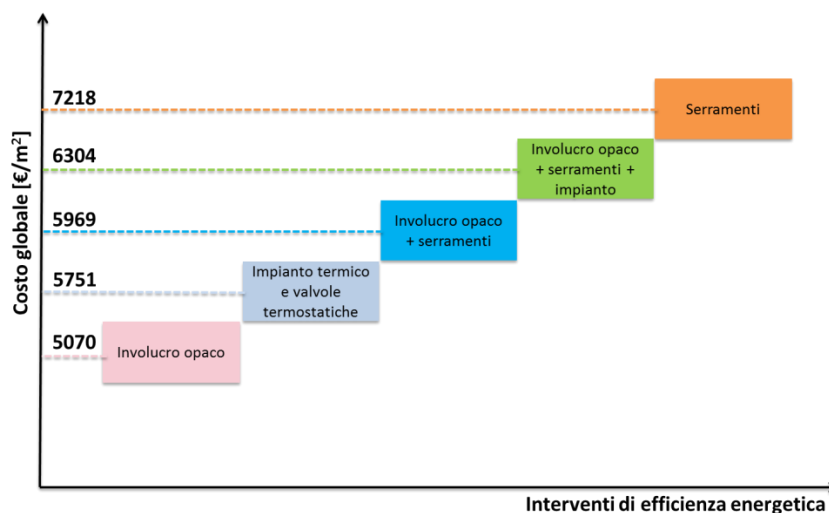 Costo globale [€/m²]
7218
Serramenti
6304
Involucro opaco
+ serramenti +
impianto
5969
Involucro opaco
+ serramenti
5751
Impianto termico
e valvole
termostatiche
5070
Involucro opaco
Interventi di efficienza energetica